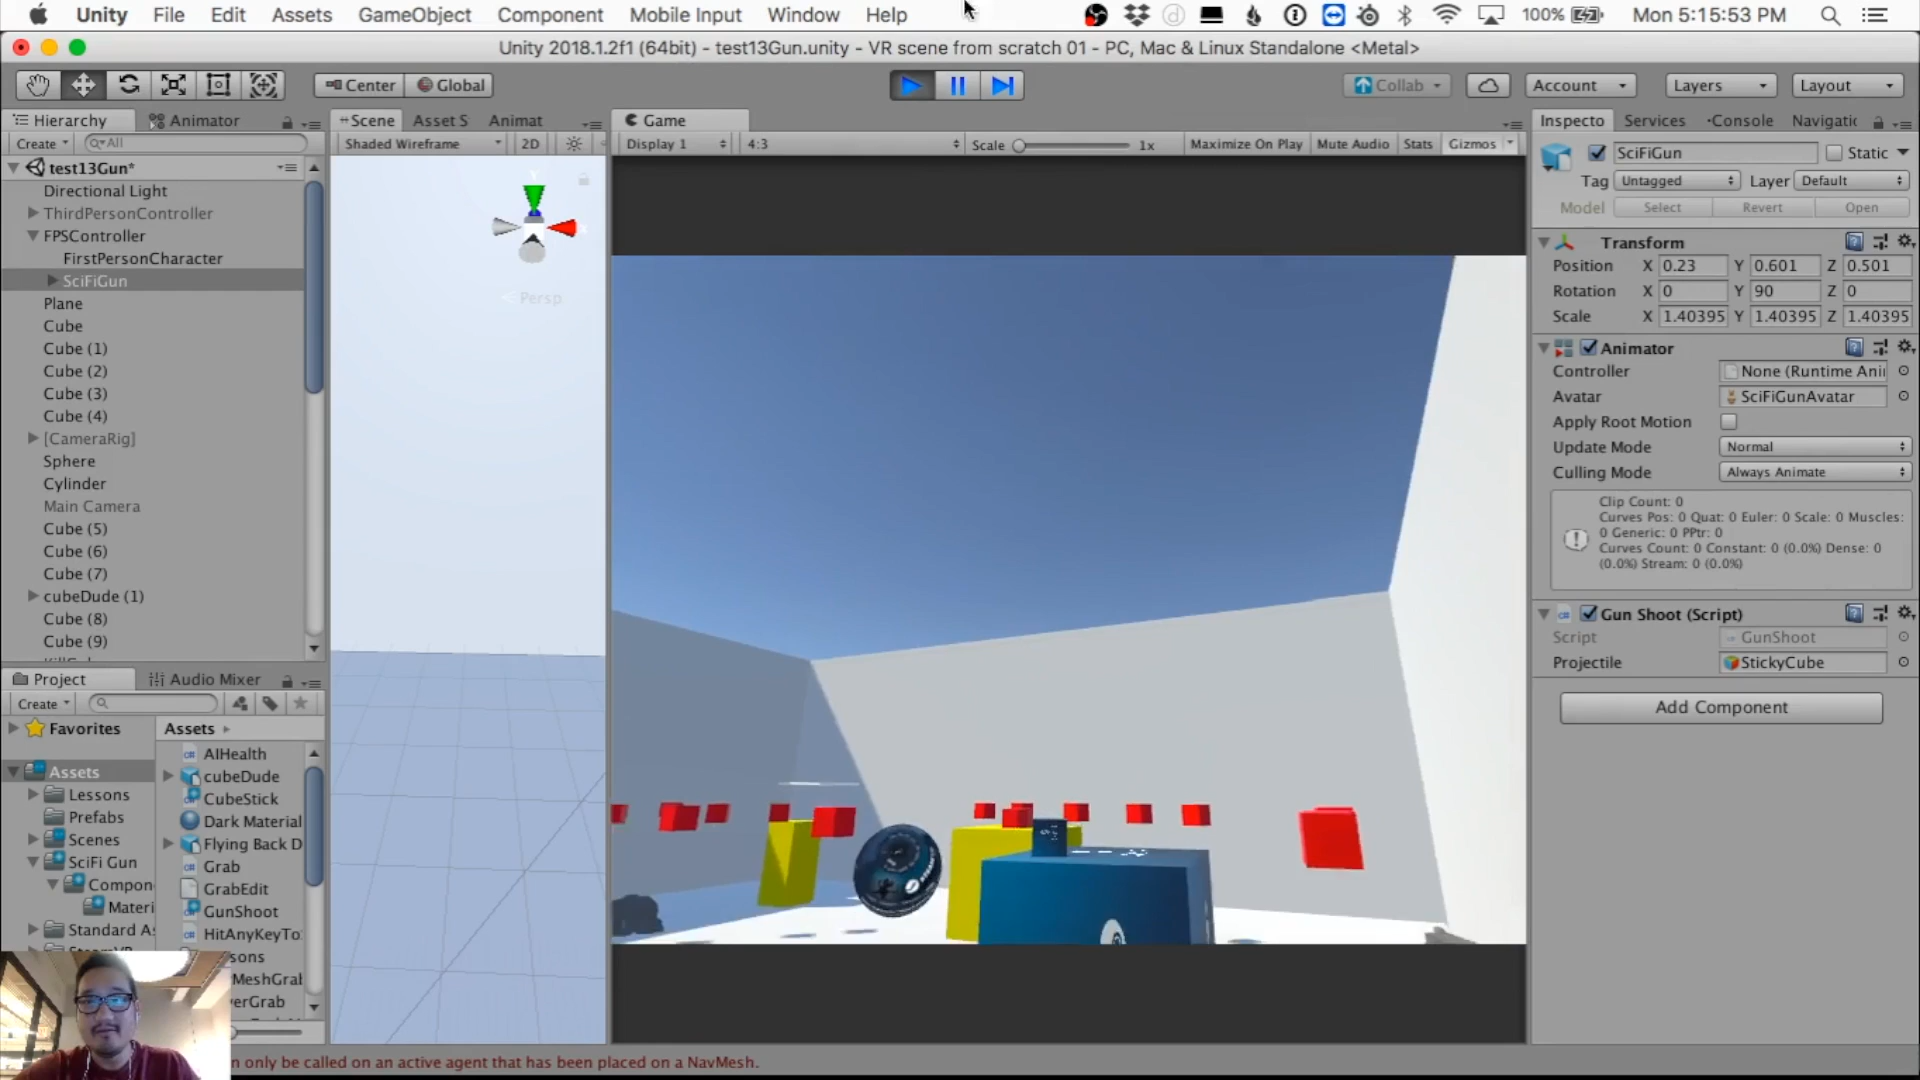 Unity File Edit Assets GameObject Component Mobile Input Window Help 100% Mon 5:15:53 PM
Unity 2018.1.2f1 (64bit) - test13Gun.unity - VR scene from scratch 01 - PC, Mac & Linux Standalone <Metal>
Center Global Collab Account Layers Layout
Hierarchy Animator Scene Asset S Animat Game Inspecto Services Console Navigatic
Create All Shaded Wireframe 2D Display 1 4:3 Scale 1x Maximize On Play Mute Audio Stats Gizmos
SciFiGun Static
test13Gun*
Tag Untagged Layer Default
Directional Light
Model Select Revert Open
ThirdPersonController
FPSController
Transform
FirstPersonCharacter
Position X 0.23 Y 0.601 Z 0.501
SciFiGun
Rotation X 0 Y 90 Z 0
Persp
Plane
Scale X 1.40395 Y 1.40395 Z 1.40395
Cube
Cube (1)
Animator
Cube (2)
Controller None (Runtime Ani
Cube (3)
Avatar SciFiGunAvatar
Cube (4)
Apply Root Motion
[CameraRig]
Update Mode Normal
Sphere
Culling Mode Always Animate
Cylinder
Clip Count: 0
Main Camera
Curves Pos: 0 Quat: 0 Euler: 0 Scale: 0 Muscles:
Cube (5)
0 Generic: 0 PPtr: 0
Cube (6)
Curves Count: 0 Constant: 0 (0.0%) Dense: 0
(0.0%) Stream: 0 (0.0%)
Cube (7)
cubeDude (1)
Gun Shoot (Script)
Cube (8)
Script GunShoot
Cube (9)
Projectile StickyCube
Project Audio Mixer
Create
Add Component
Favorites
Assets
AIHealth
Assets
cubeDude
Lessons
CubeStick
Prefabs
Dark Material
Scenes
Flying Back D
SciFi Gun
Grab
Compon
GrabEdit
Materi
GunShoot
Standard As
HitAnyKeyTo
sons
MeshGrab
verGrab
n only be called on an active agent that has been placed on a NavMesh.